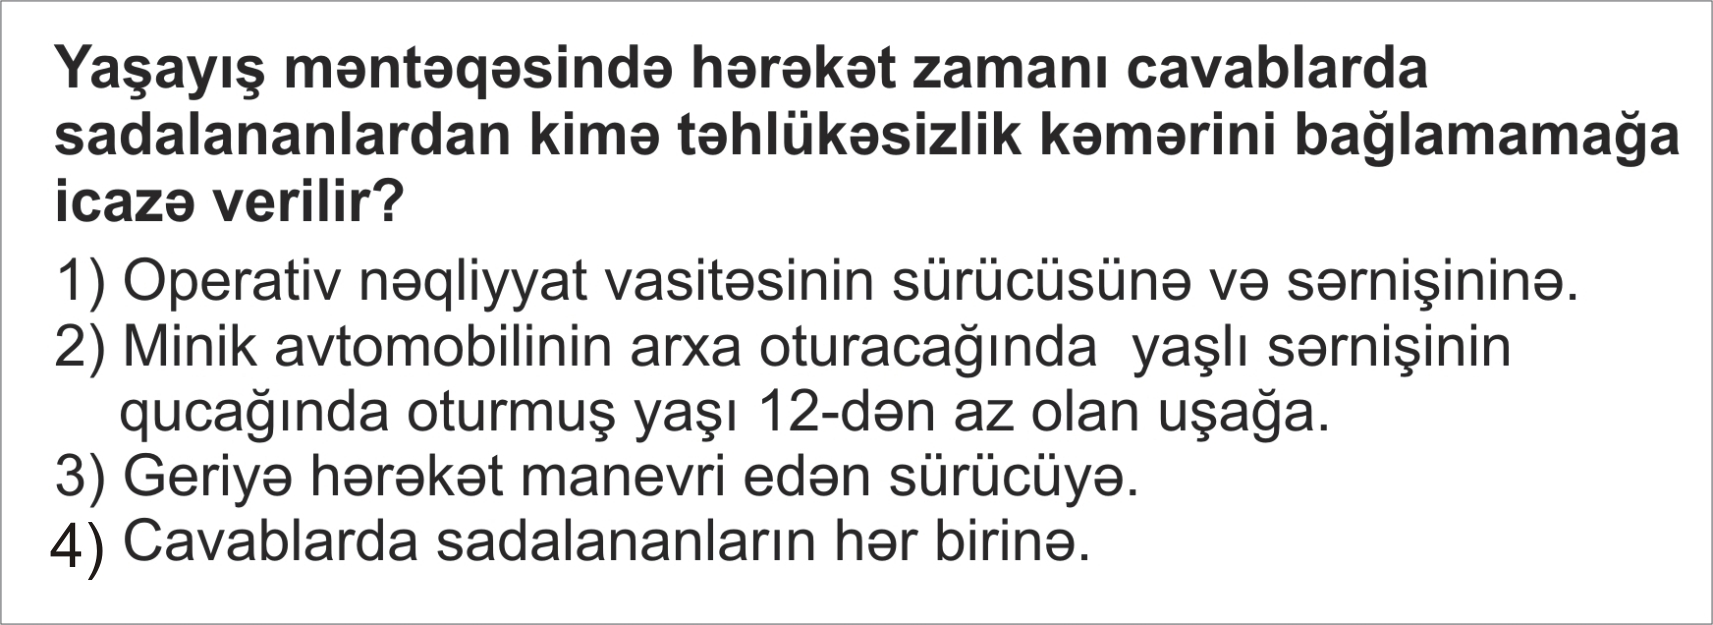 Yaşayış məntəqəsində hərəkət zamanı cavablarda
sadalananlardan kimə təhlükəsizlik kəmərini bağlamamağa
icazə verilir?
1) Operativ nəqliyyat vasitəsinin sürücüsünə və sərnişininə.
2) Minik avtomobilinin arxa oturacağında yaşlı sərnişinin
qucağında oturmuş yaşı 12-dən az olan uşağa.
3) Geriyə hərəkət manevri edən sürücüyə.
4) Cavablarda sadalananların hər birinə.